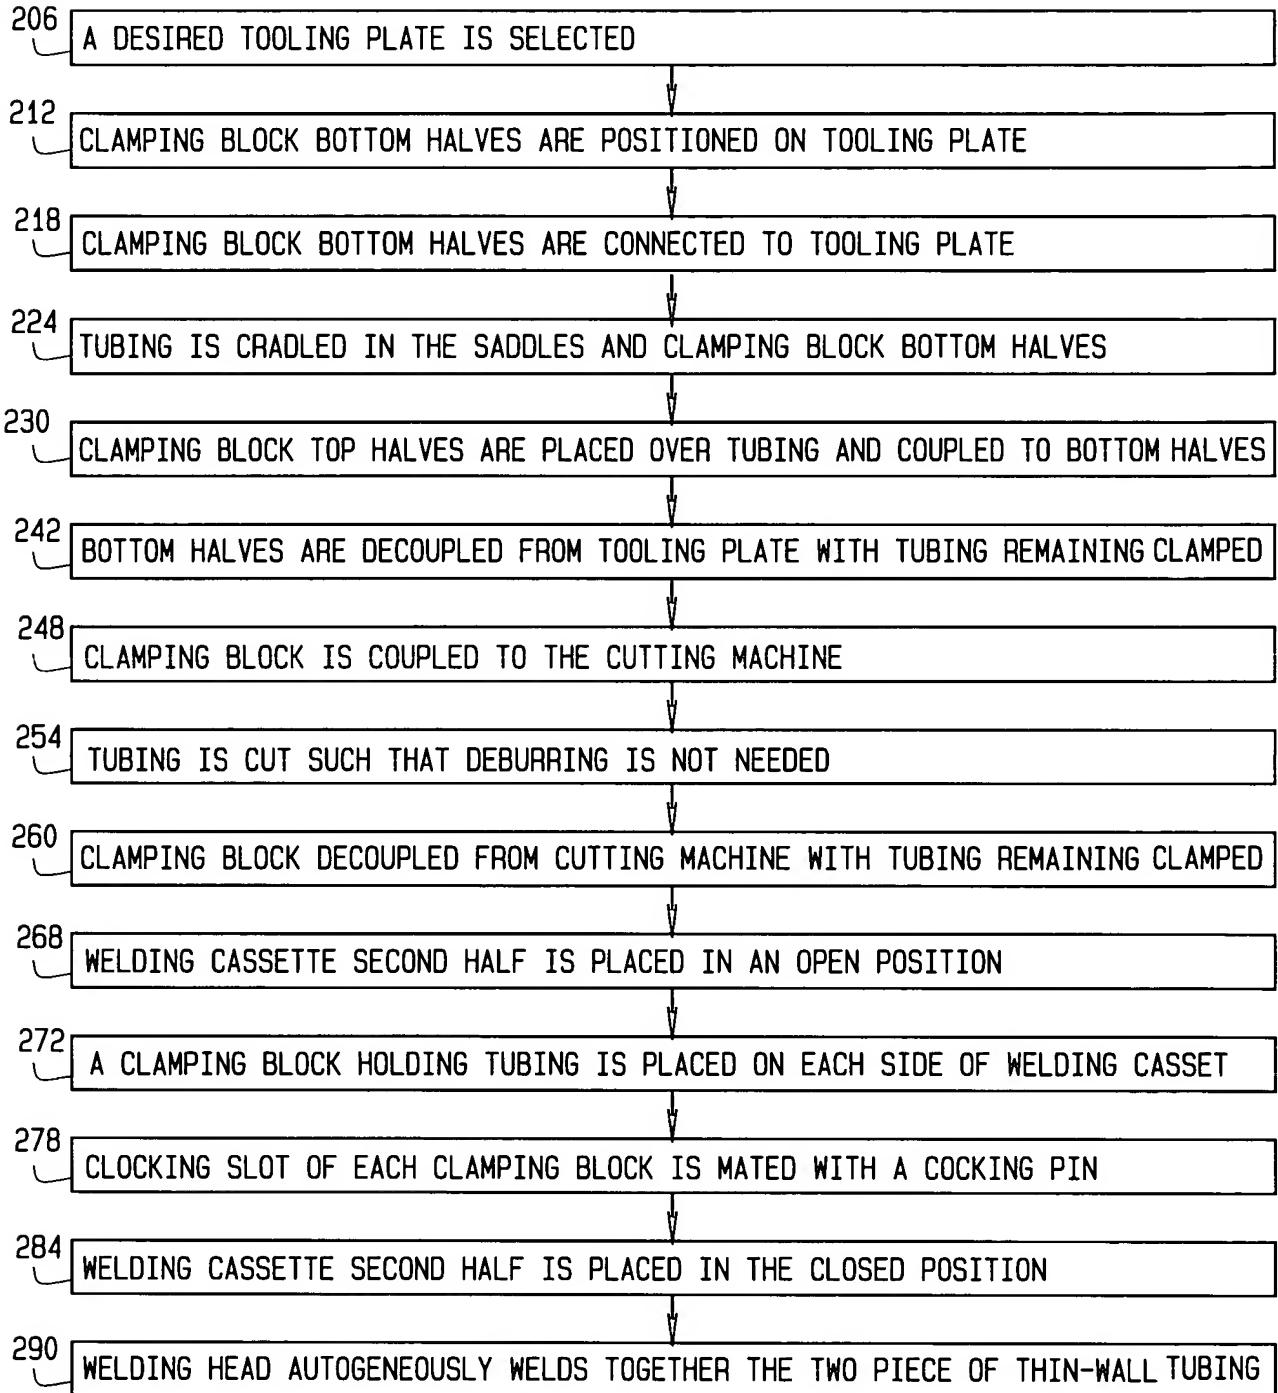 206
A DESIRED TOOLING PLATE IS SELECTED
212
CLAMPING BLOCK BOTTOM HALVES ARE POSITIONED ON TOOLING PLATE
218
CLAMPING BLOCK BOTTOM HALVES ARE CONNECTED TO TOOLING PLATE
224
TUBING IS CRADLED IN THE SADDLES AND CLAMPING BLOCK BOTTOM HALVES
230
CLAMPING BLOCK TOP HALVES ARE PLACED OVER TUBING AND COUPLED TO BOTTOM HALVES
242
BOTTOM HALVES ARE DECOUPLED FROM TOOLING PLATE WITH TUBING REMAINING CLAMPED
248
CLAMPING BLOCK IS COUPLED TO THE CUTTING MACHINE
254
TUBING IS CUT SUCH THAT DEBURRING IS NOT NEEDED
260
CLAMPING BLOCK DECOUPLED FROM CUTTING MACHINE WITH TUBING REMAINING CLAMPED
268
WELDING CASSETTE SECOND HALF IS PLACED IN AN OPEN POSITION
272
A CLAMPING BLOCK HOLDING TUBING IS PLACED ON EACH SIDE OF WELDING CASSET
278
CLOCKING SLOT OF EACH CLAMPING BLOCK IS MATED WITH A COCKING PIN
284
WELDING CASSETTE SECOND HALF IS PLACED IN THE CLOSED POSITION
290
WELDING HEAD AUTOGENEOUSLY WELDS TOGETHER THE TWO PIECE OF THIN-WALL TUBING